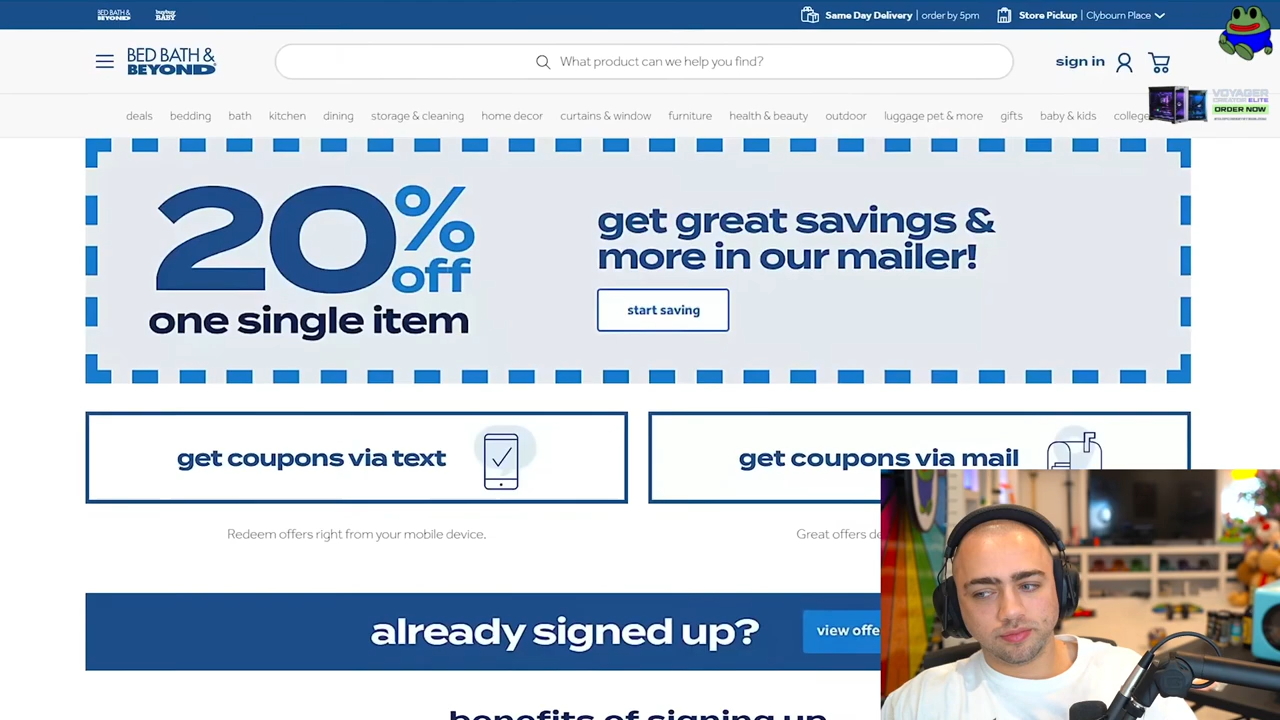 BED BATH &
BEYOND
buybuy
BABY
Same Day Delivery | order by 5pm
Store Pickup | Clybourn Place
BED BATH &
BEYOND
What product can we help you find?
sign in
VOYAGER
CREATOR ELITE
ORDER NOW
deals bedding bath kitchen dining storage & cleaning curtains & window furniture health & beauty outdoor luggage pet & more gifts baby & kids college
20% off
one single item
get great savings &
more in our mailer!
start saving
get coupons via text
get coupons via mail
Redeem offers right from your mobile device.
Great offers
already signed up?
view offe
benefits of signing up